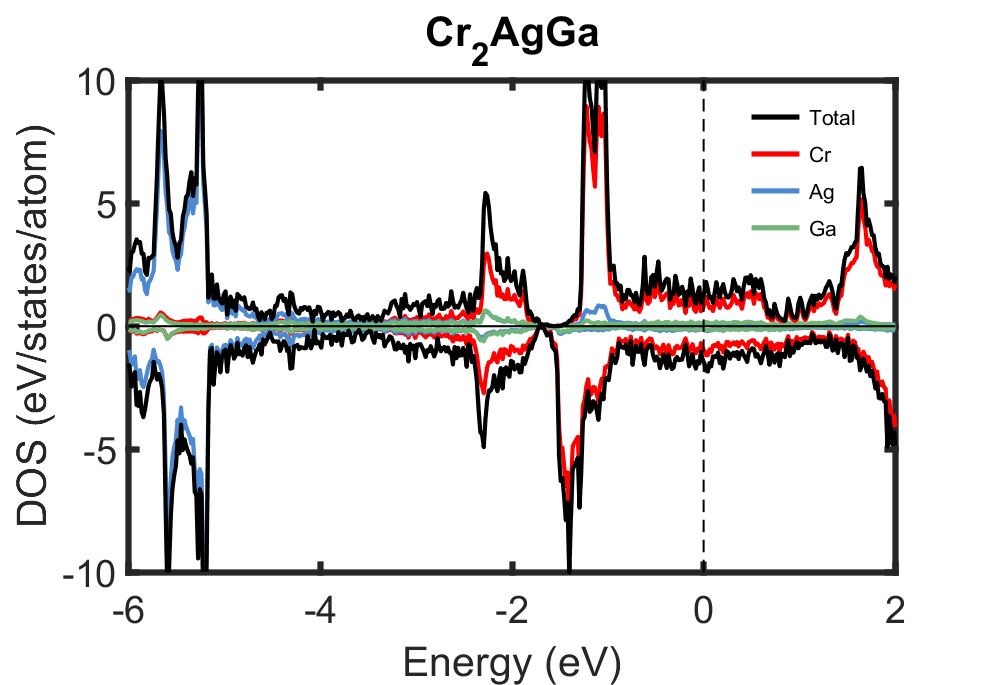 Cr2AgGa
DOS (eV/states/atom)
10
5
0
-5
-10
Total
Cr
Ag
Ga
-6 -4 -2 0 2
Energy (eV)